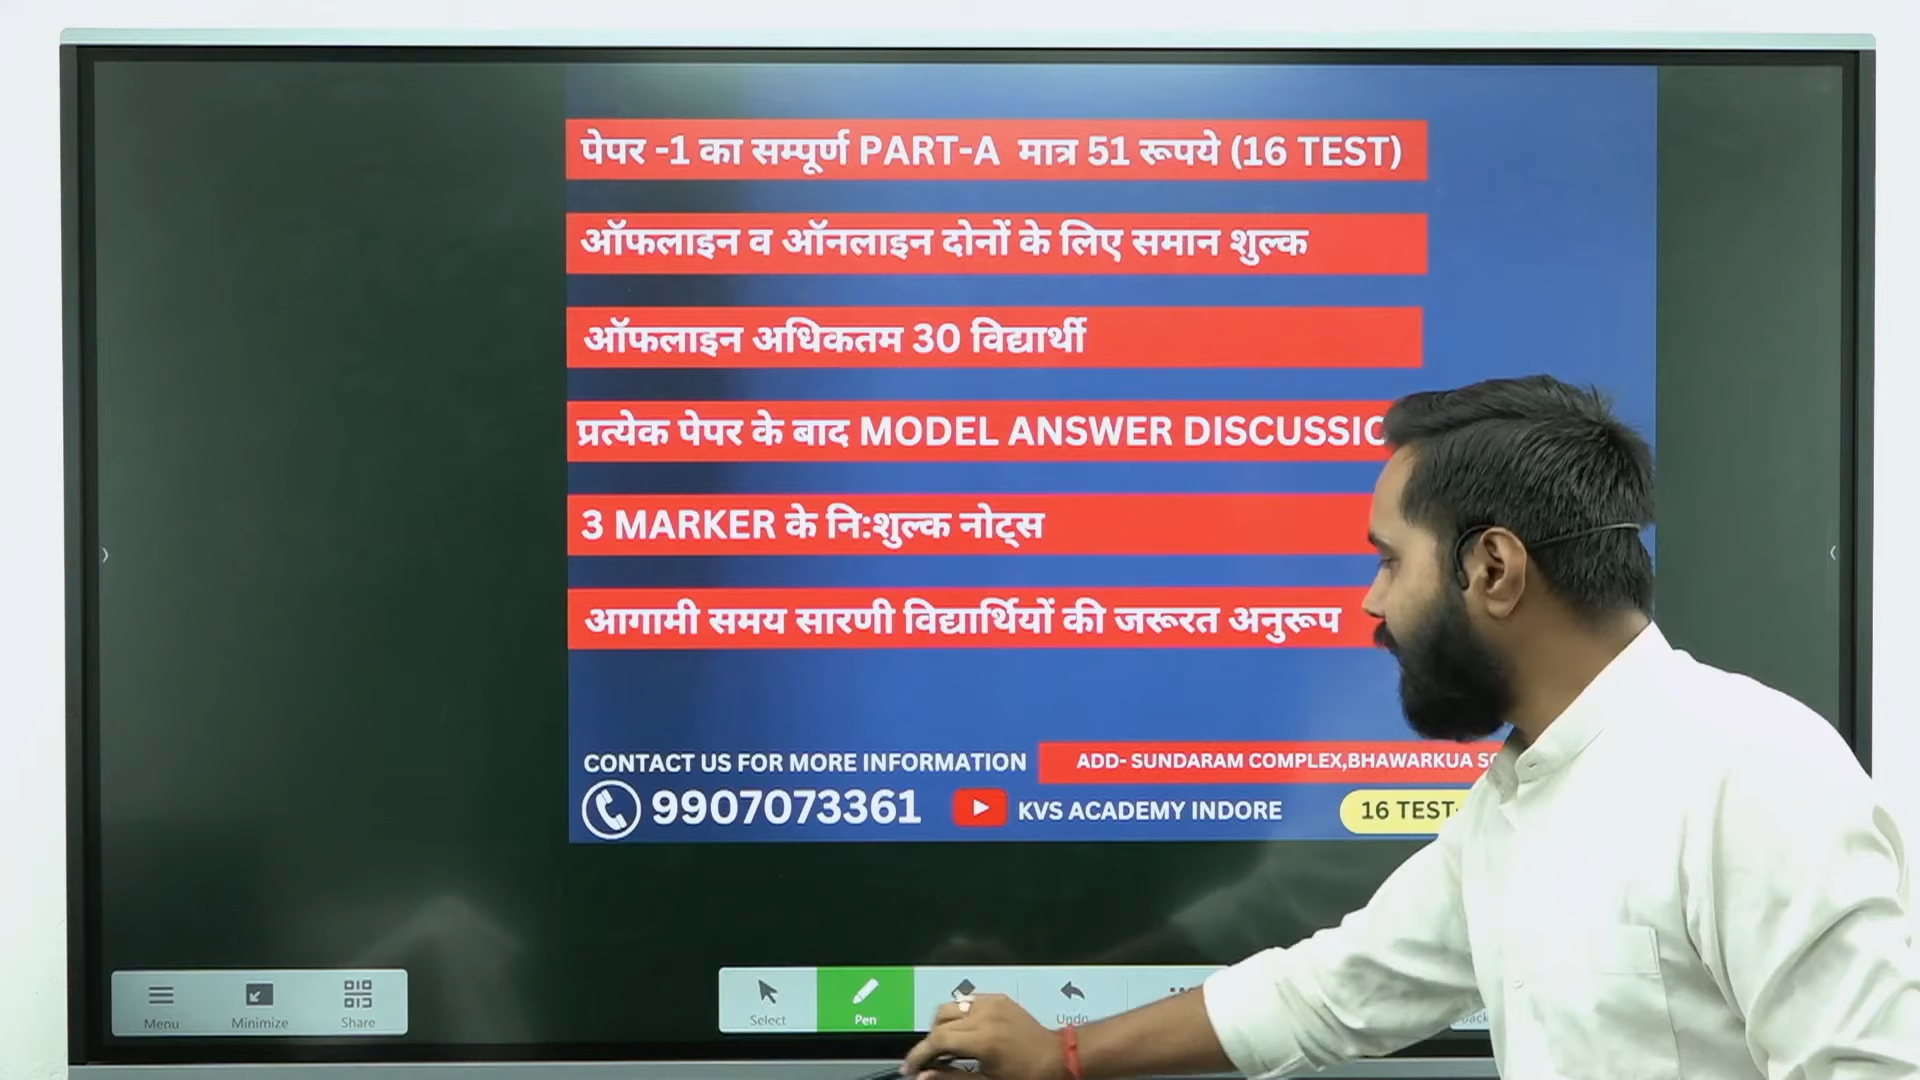 पेपर -1 का सम्पूर्ण PART-A मात्र 51 रूपये (16 TEST)
ऑफलाइन व ऑनलाइन दोनों के लिए समान शुल्क
ऑफलाइन अधिकतम 30 विद्यार्थी
प्रत्येक पेपर के बाद MODEL ANSWER
3 MARKER के नि:शुल्क नोट्स
आगामी समय सारणी विद्यार्थियों की जरूरत अनुरूप
CONTACT US FOR MORE INFORMATION
ADD- SUNDARAM COMPLEX,BHAWARKUA
9907073361
KVS ACADEMY INDORE
16 TEST
Menu
Minimize
Share
Select
Pen
Undo